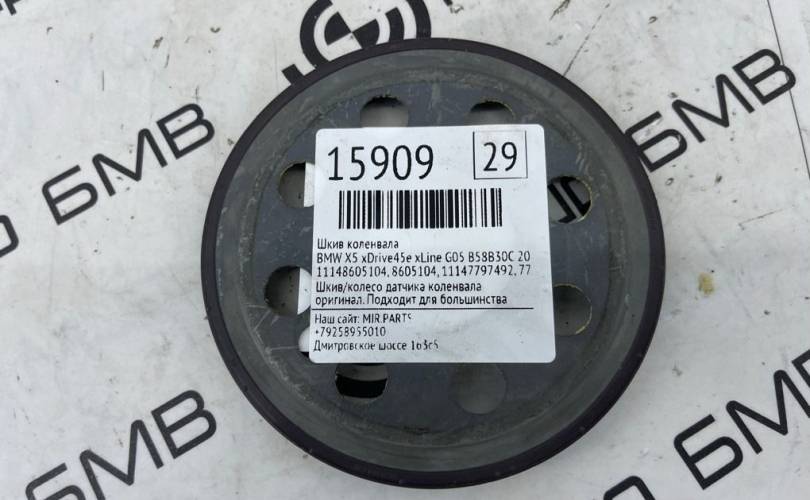 15909
29
Шкив коленвала
BMW X5 xDrive45e xLine G05 B58B30C 20
11148605104, 8605104, 11147797492, 77
Шкив/колесо датчика коленвала
оригинал. Подходит для большинства
Наш сайт: MIR.PARTS
+79258955010
Дмитровское шоссе 163с5
БМВ
БМВ
БМВ
БМВ